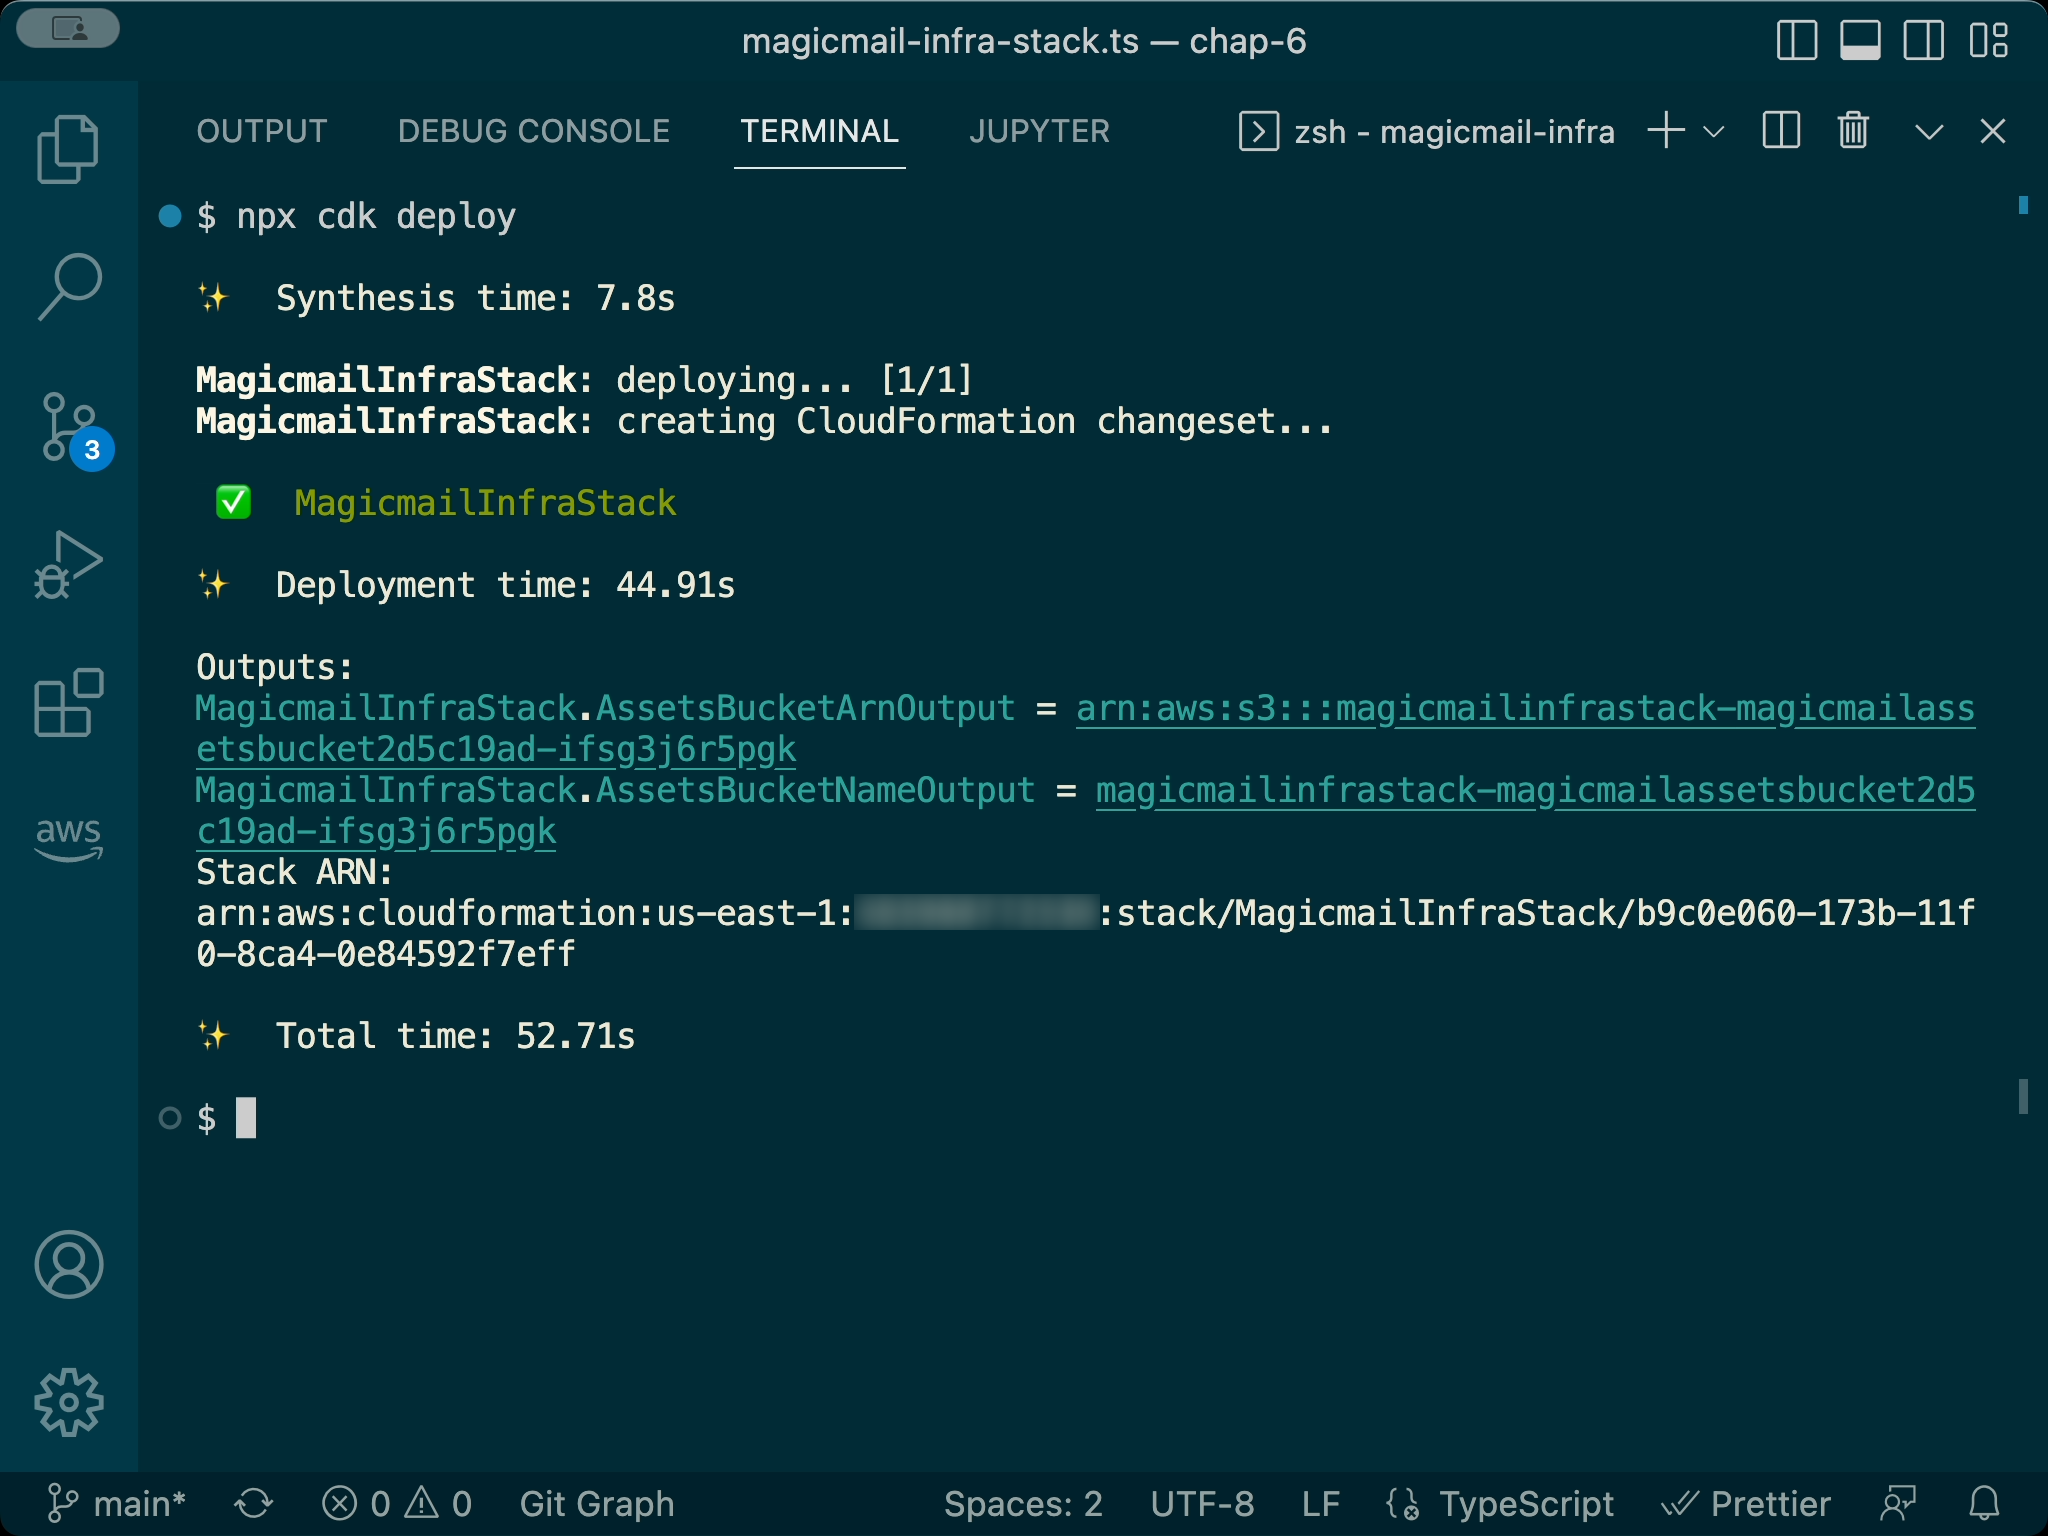 magicmail-infra-stack.ts — chap-6
OUTPUT DEBUG CONSOLE TERMINAL JUPYTER zsh - magicmail-infra
$ npx cdk deploy
✨ Synthesis time: 7.8s
MagicmailInfraStack: deploying... [1/1]
MagicmailInfraStack: creating CloudFormation changeset...
✅ MagicmailInfraStack
✨ Deployment time: 44.91s
Outputs:
MagicmailInfraStack.AssetsBucketArnOutput = arn:aws:s3:::magicmailinfrastack-magicmailass
etsbucket2d5c19ad-ifsg3j6r5pgk
MagicmailInfraStack.AssetsBucketNameOutput = magicmailinfrastack-magicmailassetsbucket2d5
c19ad-ifsg3j6r5pgk
Stack ARN:
arn:aws:cloudformation:us-east-1: :stack/MagicmailInfraStack/b9c0e060-173b-11f
0-8ca4-0e84592f7eff
✨ Total time: 52.71s
$
3
aws
main* 0 0 Git Graph Spaces: 2 UTF-8 LF TypeScript Prettier